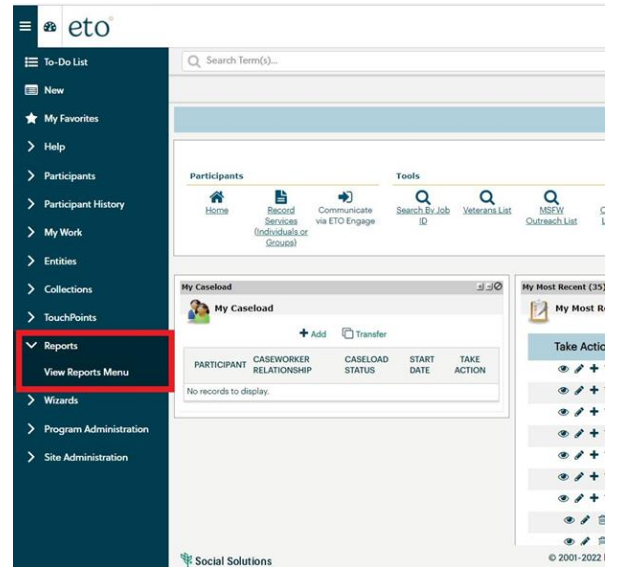 eto
To-Do List
New
My Favorites
Help
Participants
Participant History
My Work
Entities
Collections
TouchPoints
Reports
View Reports Menu
Wizards
Program Administration
Site Administration
Search Term(s)...
Participants
Home
Record
Services
(Individuals or
Groups)
Communicate
via ETO Engage
Tools
Search By Job
ID
Veterans List
MSFW
Outreach List
My Caseload
My Caseload
Add Transfer
PARTICIPANT CASEWORKER RELATIONSHIP CASELOAD STATUS START DATE TAKE ACTION
No records to display.
My Most Recent (35)
My Most R
Take Actio
Social Solutions
© 2001-2022